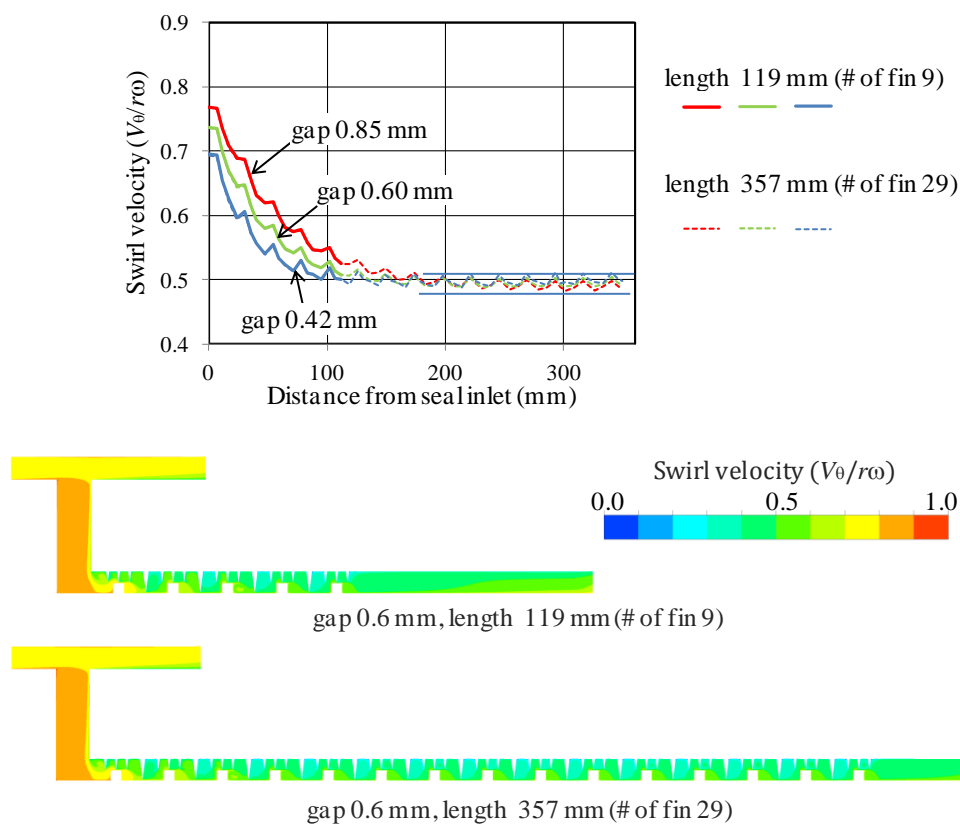 0.9
0.8
0.7
0.6
0.5
0.4
Swirl velocity (Vθ/rω)
gap 0.85 mm
gap 0.60 mm
gap 0.42 mm
0 100 200 300
Distance from seal inlet (mm)
length 119 mm (# of fin 9)
length 357 mm (# of fin 29)
Swirl velocity (Vθ/rω)
0.0 0.5 1.0
gap 0.6 mm, length 119 mm (# of fin 9)
gap 0.6 mm, length 357 mm (# of fin 29)